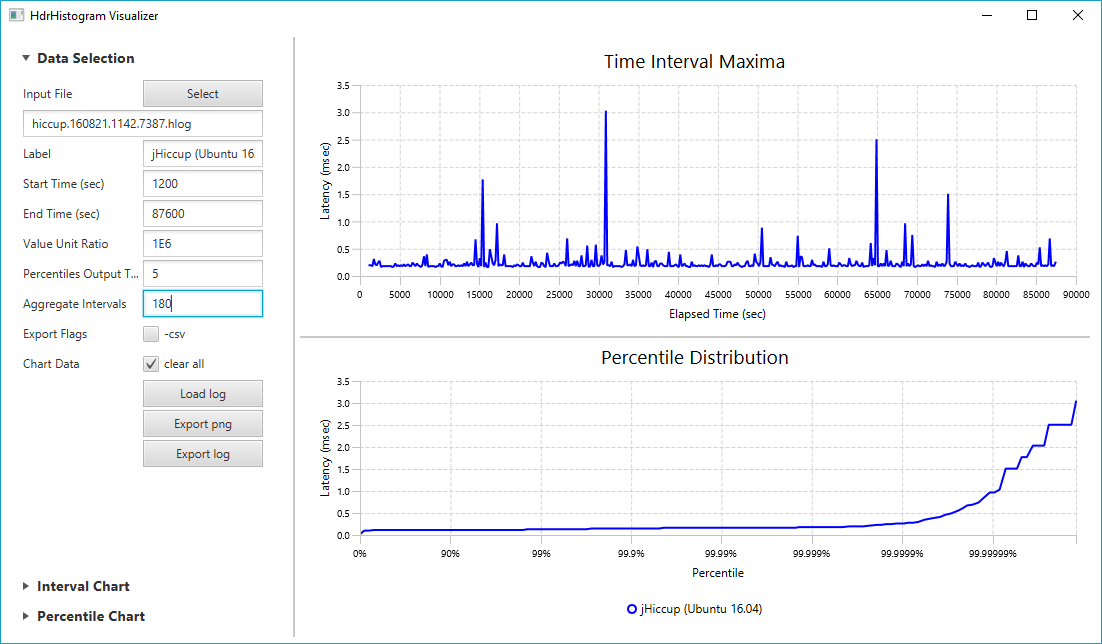 HdrHistogram Visualizer
Data Selection
Input File
Select
hiccup.160821.1142.7387.hlog
Label
jHiccup (Ubuntu 16
Start Time (sec)
1200
End Time (sec)
87600
Value Unit Ratio
1E6
Percentiles Output T...
5
Aggregate Intervals
180
Export Flags
-csv
Chart Data
clear all
Load log
Export png
Export log
Interval Chart
Percentile Chart
Time Interval Maxima
Latency (msec)
3.5
3.0
2.5
2.0
1.5
1.0
0.5
0.0
0 5000 10000 15000 20000 25000 30000 35000 40000 45000 50000 55000 60000 65000 70000 75000 80000 85000 90000
Elapsed Time (sec)
Percentile Distribution
Latency (msec)
3.5
3.0
2.5
2.0
1.5
1.0
0.5
0.0
0% 90% 99% 99.9% 99.99% 99.999% 99.9999% 99.99999%
Percentile
jHiccup (Ubuntu 16.04)